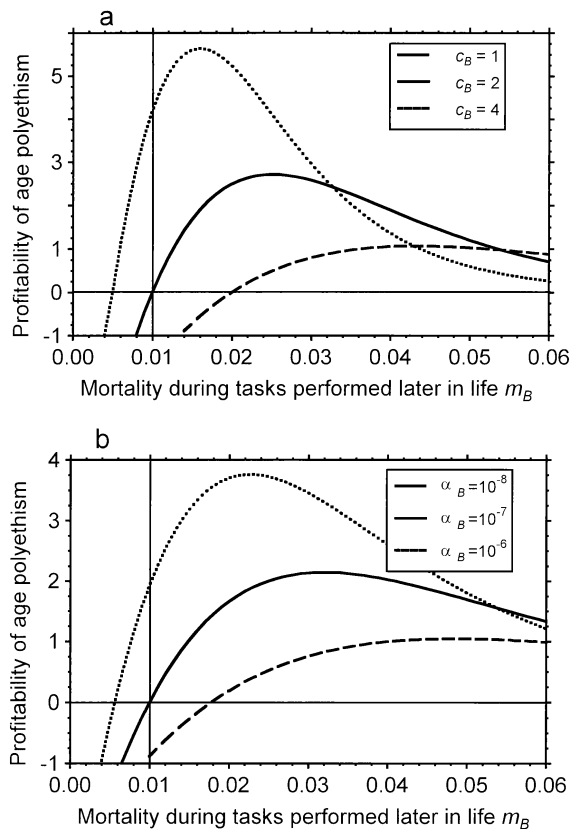 a
Profitability of age polyethism
5
3
1
0
-1
c_B = 1
c_B = 2
c_B = 4
0.00 0.01 0.02 0.03 0.04 0.05 0.06
Mortality during tasks performed later in life m_B
b
Profitability of age polyethism
4
3
2
1
0
-1
α_B=10⁻⁸
α_B=10⁻⁷
α_B=10⁻⁶
0.00 0.01 0.02 0.03 0.04 0.05 0.06
Mortality during tasks performed later in life m_B